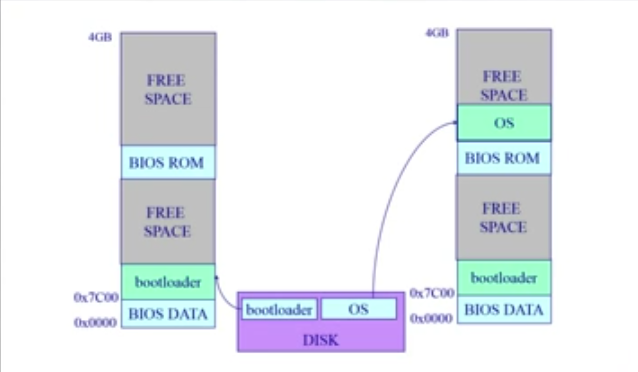 4GB
FREE
SPACE
BIOS ROM
FREE
SPACE
bootloader
0x7C00
BIOS DATA
0x0000
bootloader
OS
DISK
4GB
FREE
SPACE
OS
BIOS ROM
FREE
SPACE
bootloader
0x7C00
BIOS DATA
0x0000